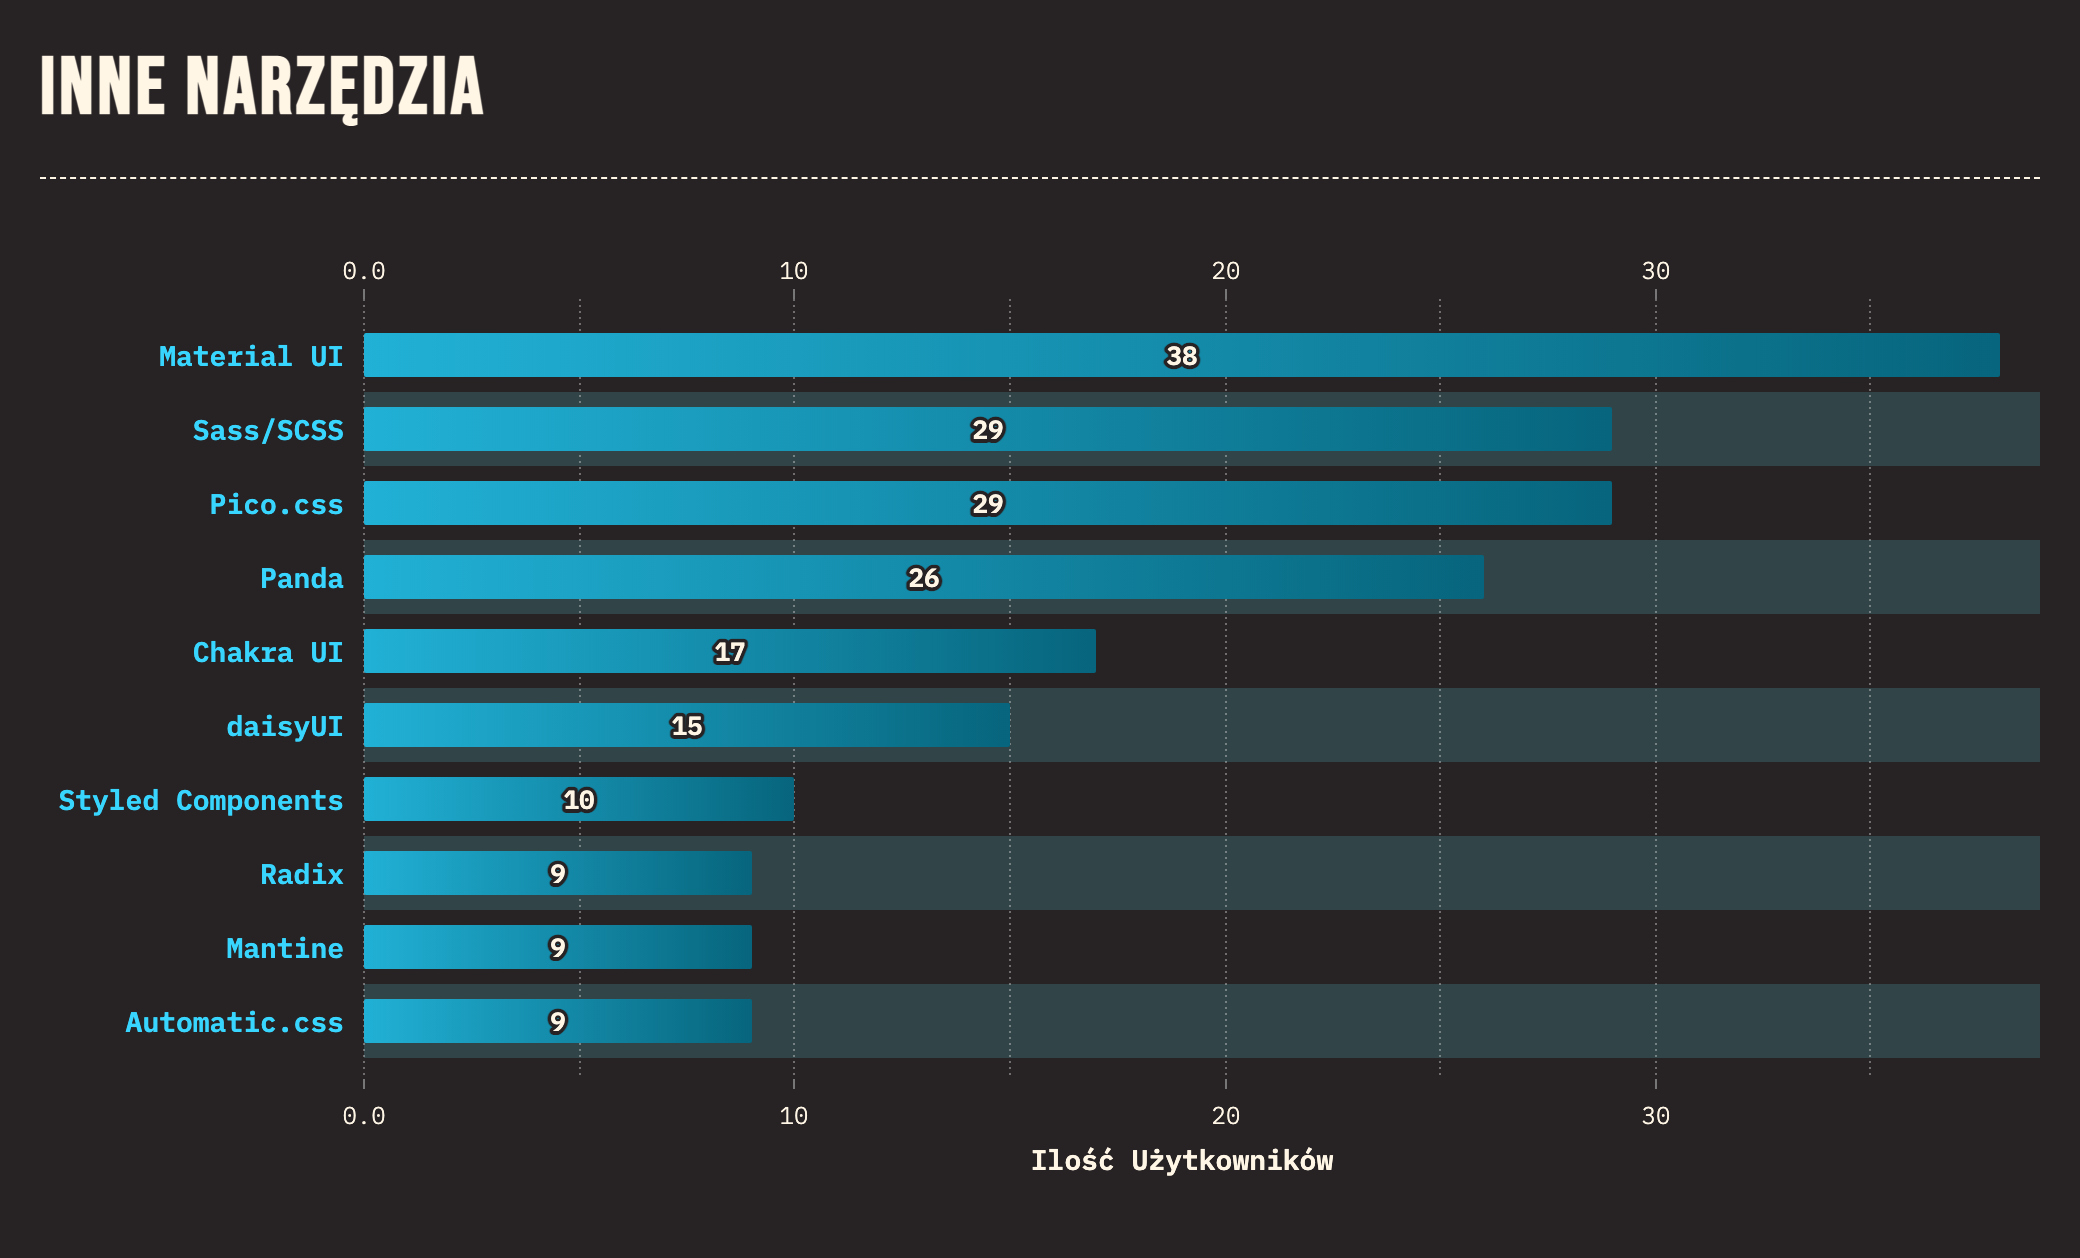 INNE NARZĘDZIA
0.0 10 20 30
Material UI 38
Sass/SCSS 29
Pico.css 29
Panda 26
Chakra UI 17
daisyUI 15
Styled Components 10
Radix 9
Mantine 9
Automatic.css 9
0.0 10 20 30
Ilość Użytkowników